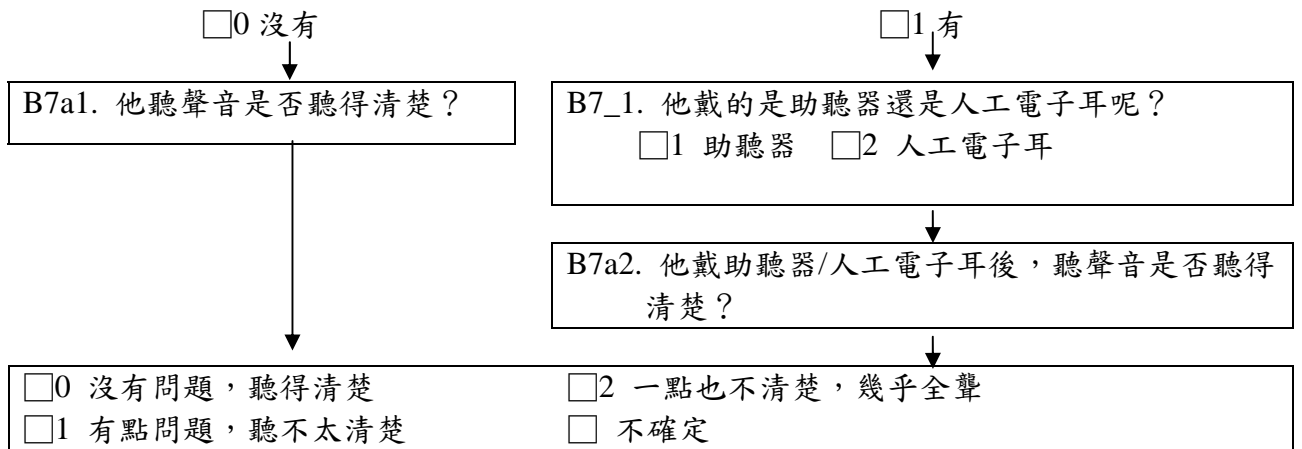 □0 沒有
□1 有
B7a1. 他聽聲音是否聽得清楚？
B7_1. 他戴的是助聽器還是人工電子耳呢？
□1 助聽器 □2 人工電子耳
B7a2. 他戴助聽器/人工電子耳後，聽聲音是否聽得
清楚？
□0 沒有問題，聽得清楚 □2 一點也不清楚，幾乎全聾
□1 有點問題，聽不太清楚 □ 不確定